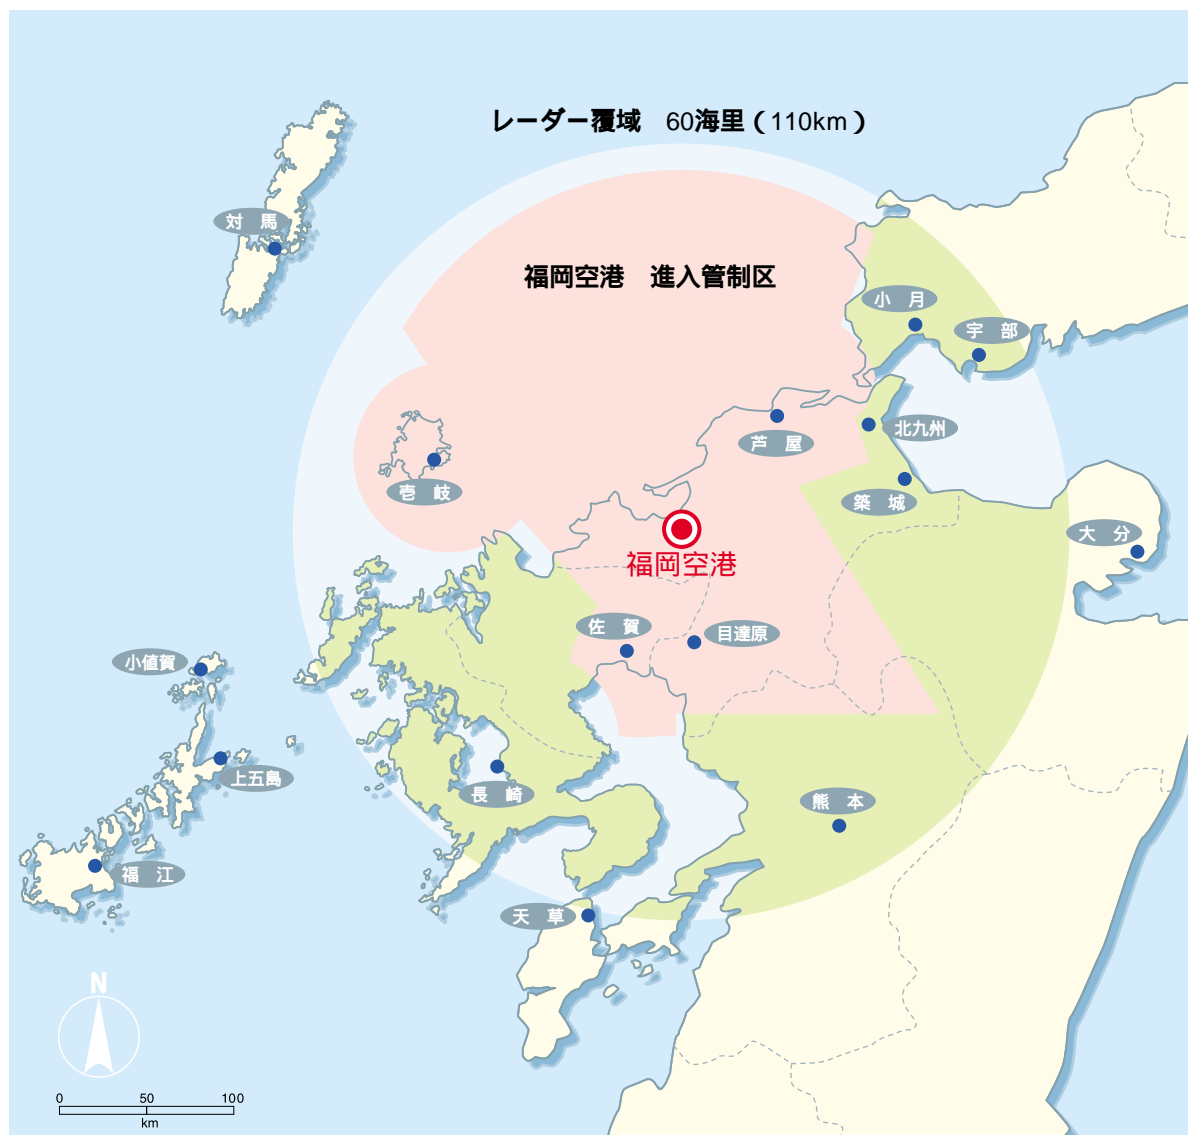 レーダー覆域　60海里（110km）
対　馬
福岡空港　進入管制区
小　月
宇　部
芦　屋
北九州
壱　岐
築　城
大　分
福岡空港
佐　賀
目達原
小値賀
上五島
長　崎
熊　本
福　江
天　草
N
0 50 100
km